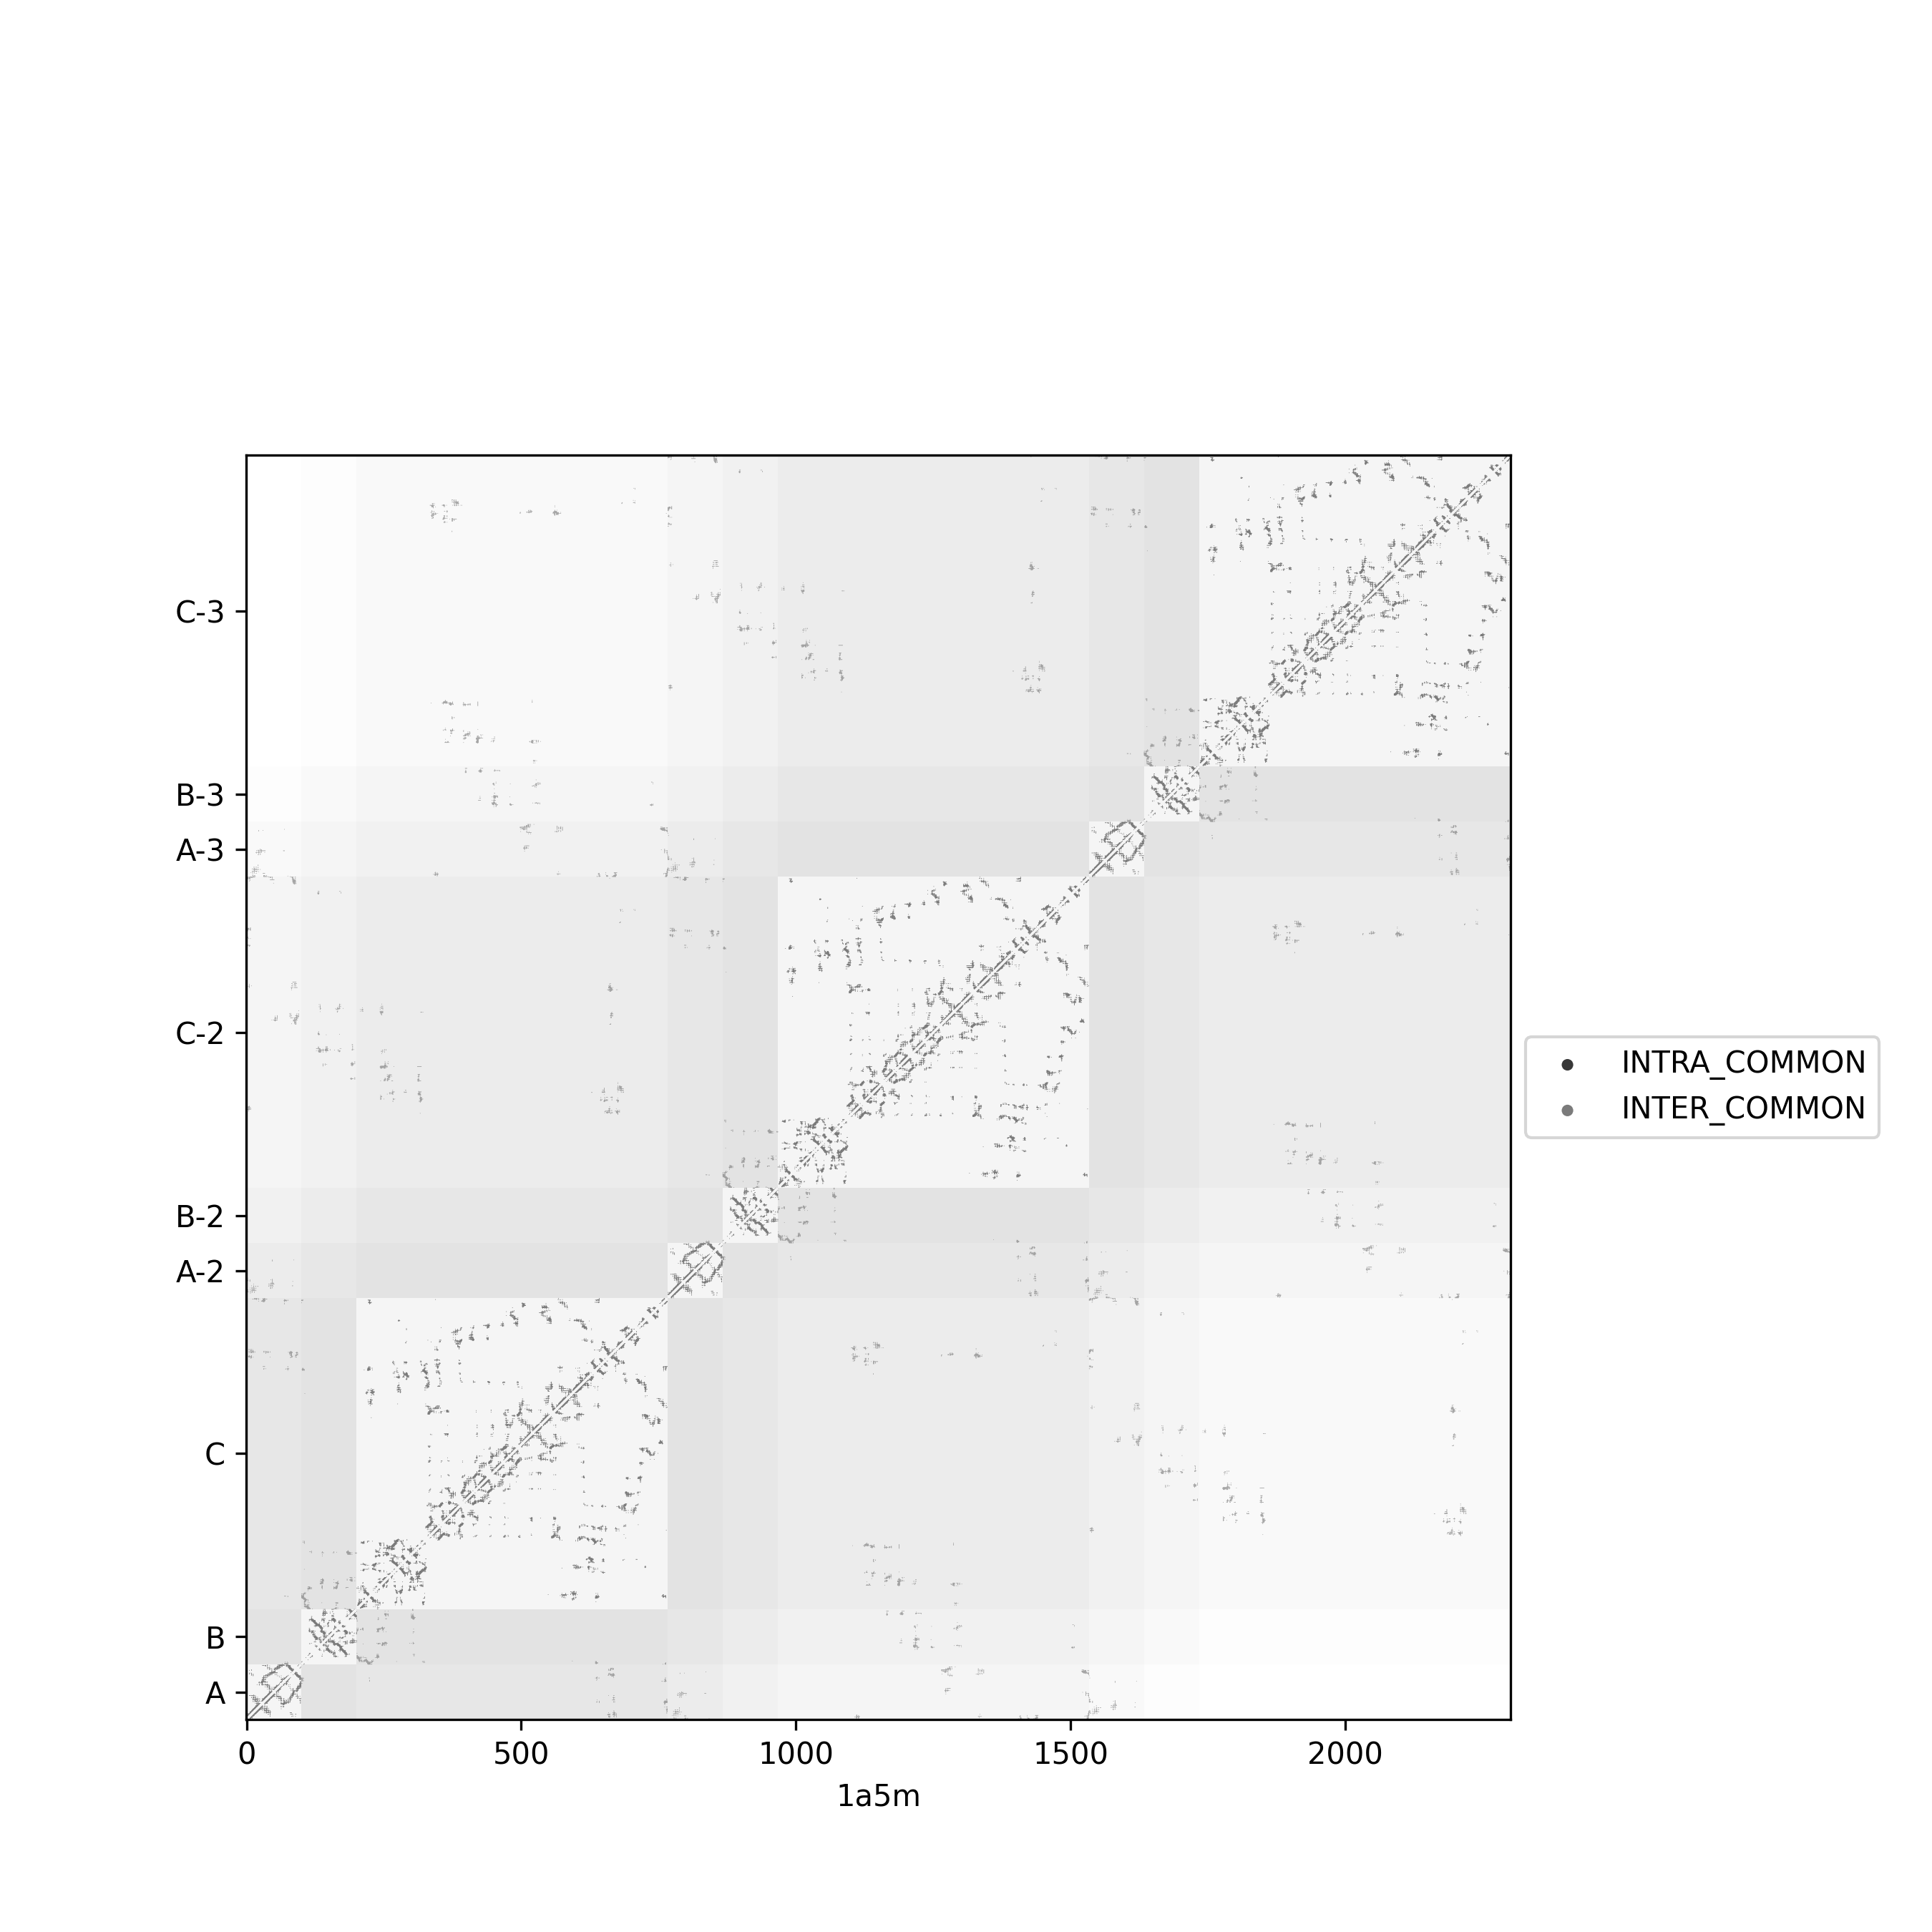 C-3
B-3
A-3
C-2
B-2
A-2
C
B
A
0 500 1000 1500 2000
1a5m
INTRA_COMMON
INTER_COMMON